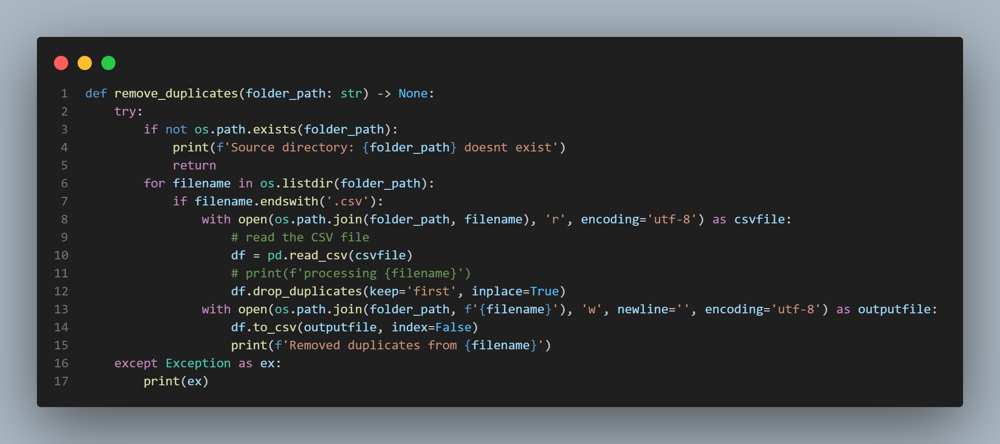 1 def remove_duplicates(folder_path: str) -> None:
2     try:
3         if not os.path.exists(folder_path):
4             print(f'Source directory: {folder_path} doesnt exist')
5             return
6         for filename in os.listdir(folder_path):
7             if filename.endswith('.csv'):
8                 with open(os.path.join(folder_path, filename), 'r', encoding='utf-8') as csvfile:
9                     # read the CSV file
10                     df = pd.read_csv(csvfile)
11                     # print(f'processing {filename}')
12                     df.drop_duplicates(keep='first', inplace=True)
13                 with open(os.path.join(folder_path, f'{filename}'), 'w', newline='', encoding='utf-8') as outputfile:
14                     df.to_csv(outputfile, index=False)
15                     print(f'Removed duplicates from {filename}')
16     except Exception as ex:
17         print(ex)